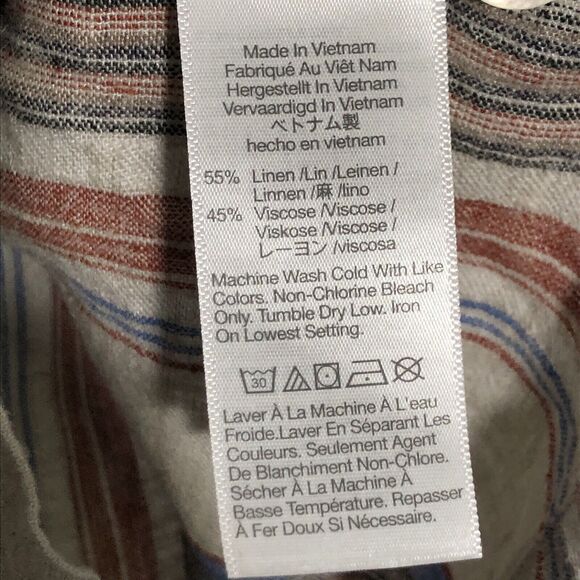 Made In Vietnam
Fabriqué Au Viêt Nam
Hergestellt In Vietnam
Vervaardigd In Vietnam
ベトナム製
hecho en vietnam
55% Linen /Lin /Leinen /
Linnen /麻 /lino
45% Viscose /Viscose /
Viskose /Viscose /
レーヨン /viscosa
Machine Wash Cold With Like
Colors. Non-Chlorine Bleach
Only. Tumble Dry Low. Iron
On Lowest Setting.
30
Laver À La Machine À L'eau
Froide.Laver En Séparant Les
Couleurs. Seulement Agent
De Blanchiment Non-Chlore.
Sécher À La Machine À
Basse Température. Repasser
À Fer Doux Si Nécessaire.